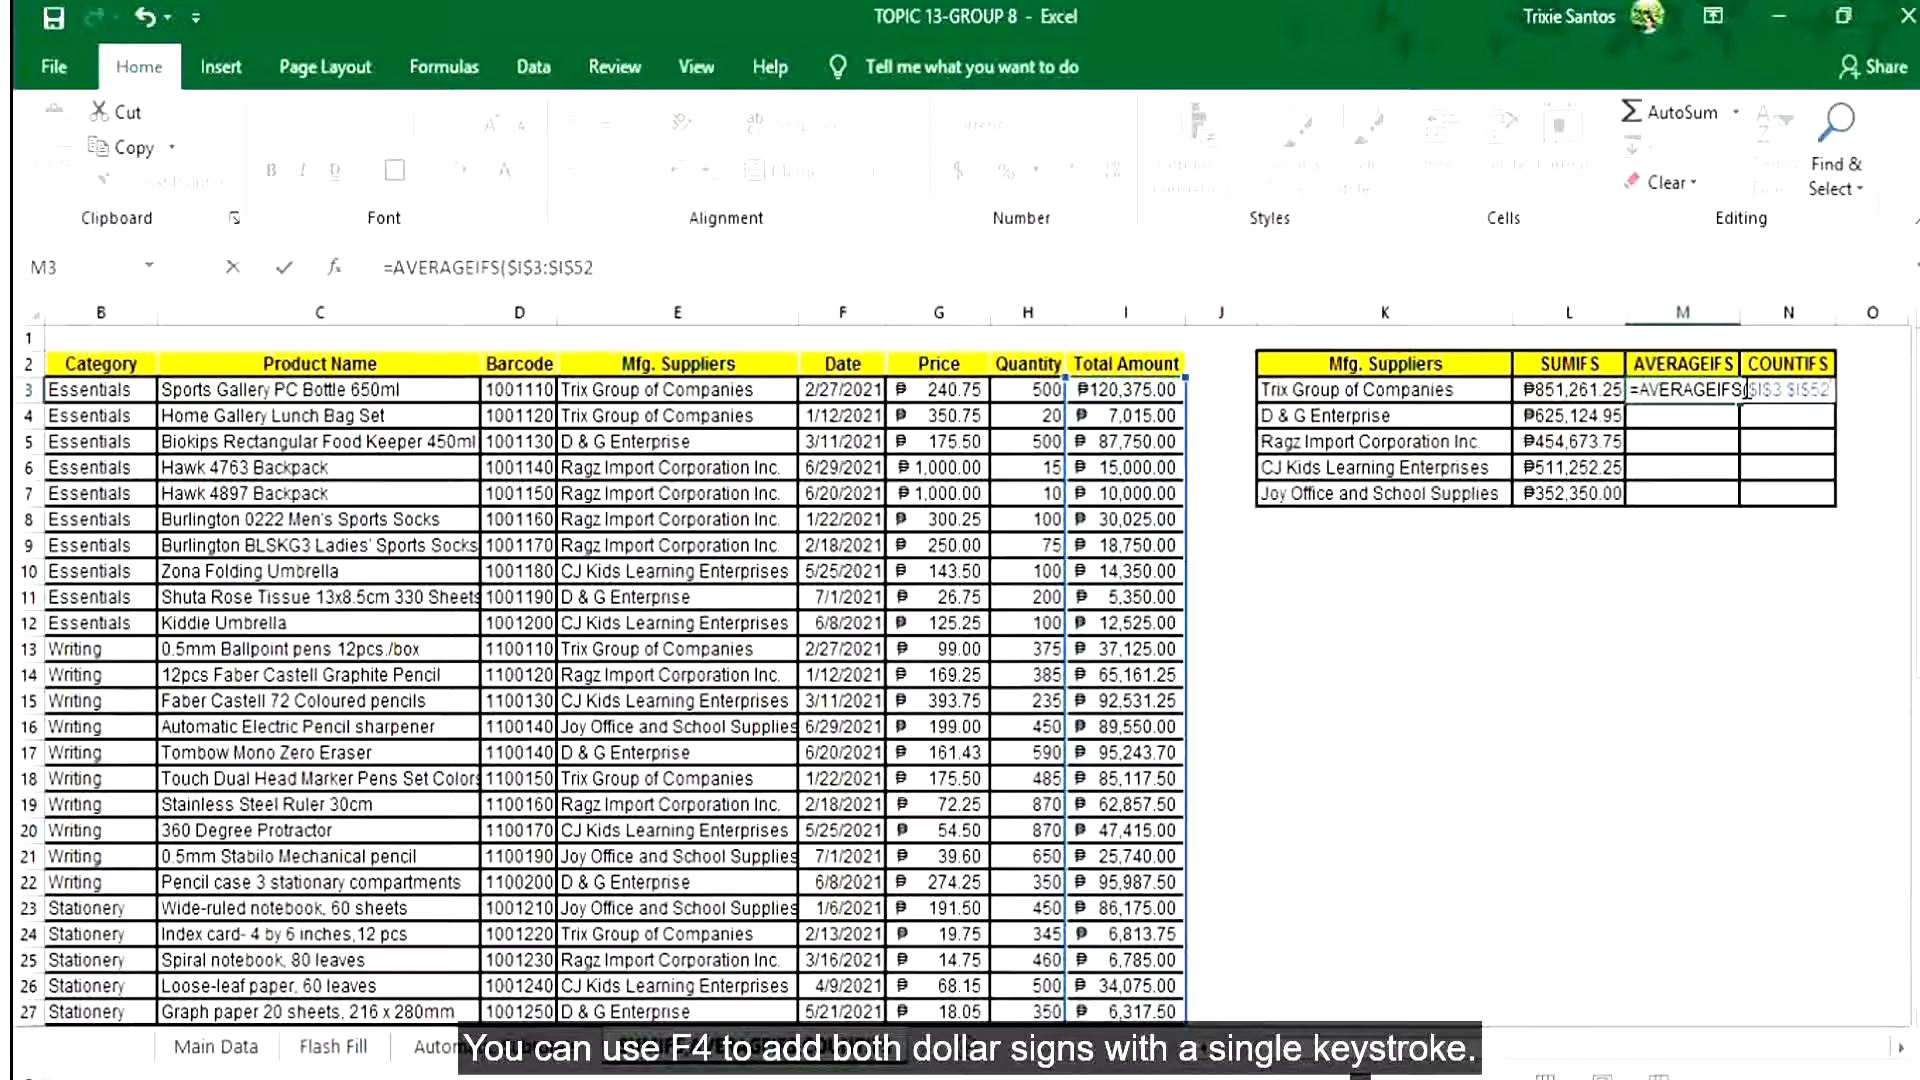 TOPIC 13-GROUP 8 - Excel
Trixie Santos
File Home Insert Page Layout Formulas Data Review View Help Tell me what you want to do Share
Cut
Copy
AutoSum
Clear
Find & Select
Clipboard Font Alignment Number Styles Cells Editing
M3 fx =AVERAGEIFS($I$3:$I$52
B C D E F G H I J K L M N O
1
2 Category Product Name Barcode Mfg. Suppliers Date Price Quantity Total Amount Mfg. Suppliers SUMIFS AVERAGEIFS COUNTIFS
3 Essentials Sports Gallery PC Bottle 650ml 1001110 Trix Group of Companies 2/27/2021 ₱ 240.75 500 ₱120,375.00 Trix Group of Companies ₱851,261.25 =AVERAGEIFS($I$3:$I$52
4 Essentials Home Gallery Lunch Bag Set 1001120 Trix Group of Companies 1/12/2021 ₱ 350.75 20 ₱ 7,015.00 D & G Enterprise ₱625,124.95
5 Essentials Biokips Rectangular Food Keeper 450ml 1001130 D & G Enterprise 3/11/2021 ₱ 175.50 500 ₱ 87,750.00 Ragz Import Corporation Inc. ₱454,673.75
6 Essentials Hawk 4763 Backpack 1001140 Ragz Import Corporation Inc. 6/29/2021 ₱ 1,000.00 15 ₱ 15,000.00 CJ Kids Learning Enterprises ₱511,252.25
7 Essentials Hawk 4897 Backpack 1001150 Ragz Import Corporation Inc. 6/20/2021 ₱ 1,000.00 10 ₱ 10,000.00 Joy Office and School Supplies ₱352,350.00
8 Essentials Burlington 0222 Men's Sports Socks 1001160 Ragz Import Corporation Inc. 1/22/2021 ₱ 300.25 100 ₱ 30,025.00
9 Essentials Burlington BLSKG3 Ladies' Sports Socks 1001170 Ragz Import Corporation Inc. 2/18/2021 ₱ 250.00 75 ₱ 18,750.00
10 Essentials Zona Folding Umbrella 1001180 CJ Kids Learning Enterprises 5/25/2021 ₱ 143.50 100 ₱ 14,350.00
11 Essentials Shuta Rose Tissue 13x8.5cm 330 Sheets 1001190 D & G Enterprise 7/1/2021 ₱ 26.75 200 ₱ 5,350.00
12 Essentials Kiddie Umbrella 1001200 CJ Kids Learning Enterprises 6/8/2021 ₱ 125.25 100 ₱ 12,525.00
13 Writing 0.5mm Ballpoint pens 12pcs./box 1100110 Trix Group of Companies 2/27/2021 ₱ 99.00 375 ₱ 37,125.00
14 Writing 12pcs Faber Castell Graphite Pencil 1100120 Ragz Import Corporation Inc. 1/12/2021 ₱ 169.25 385 ₱ 65,161.25
15 Writing Faber Castell 72 Coloured pencils 1100130 CJ Kids Learning Enterprises 3/11/2021 ₱ 393.75 235 ₱ 92,531.25
16 Writing Automatic Electric Pencil sharpener 1100140 Joy Office and School Supplies 6/29/2021 ₱ 199.00 450 ₱ 89,550.00
17 Writing Tombow Mono Zero Eraser 1100140 D & G Enterprise 6/20/2021 ₱ 161.43 590 ₱ 95,243.70
18 Writing Touch Dual Head Marker Pens Set Colors 1100150 Trix Group of Companies 1/22/2021 ₱ 175.50 485 ₱ 85,117.50
19 Writing Stainless Steel Ruler 30cm 1100160 Ragz Import Corporation Inc. 2/18/2021 ₱ 72.25 870 ₱ 62,857.50
20 Writing 360 Degree Protractor 1100170 CJ Kids Learning Enterprises 5/25/2021 ₱ 54.50 870 ₱ 47,415.00
21 Writing 0.5mm Stabilo Mechanical pencil 1100190 Joy Office and School Supplies 7/1/2021 ₱ 39.60 650 ₱ 25,740.00
22 Writing Pencil case 3 stationary compartments 1100200 D & G Enterprise 6/8/2021 ₱ 274.25 350 ₱ 95,987.50
23 Stationery Wide-ruled notebook, 60 sheets 1001210 Joy Office and School Supplies 1/6/2021 ₱ 191.50 450 ₱ 86,175.00
24 Stationery Index card- 4 by 6 inches,12 pcs 1001220 Trix Group of Companies 2/13/2021 ₱ 19.75 345 ₱ 6,813.75
25 Stationery Spiral notebook, 80 leaves 1001230 Ragz Import Corporation Inc. 3/16/2021 ₱ 14.75 460 ₱ 6,785.00
26 Stationery Loose-leaf paper, 60 leaves 1001240 CJ Kids Learning Enterprises 4/9/2021 ₱ 68.15 500 ₱ 34,075.00
27 Stationery Graph paper 20 sheets, 216 x 280mm 1001250 D & G Enterprise 5/21/2021 ₱ 18.05 350 ₱ 6,317.50
Main Data Flash Fill
You can use F4 to add both dollar signs with a single keystroke.